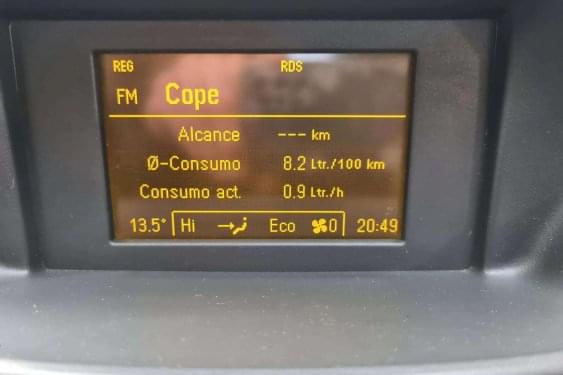 REG RDS
FM Cope
Alcance --- km
Ø-Consumo 8.2 Ltr./100 km
Consumo act. 0.9 Ltr./h
13.5° Hi Eco 0 20:49